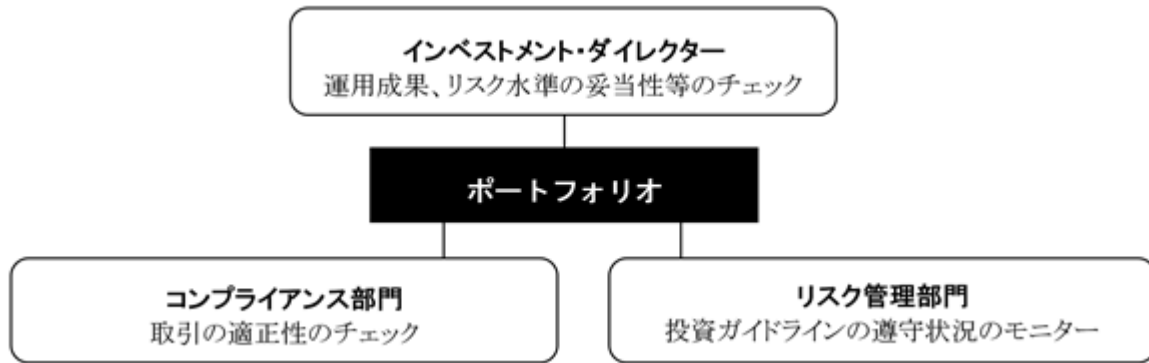 インベストメント・ダイレクター
運用成果、リスク水準の妥当性等のチェック
ポートフォリオ
コンプライアンス部門
取引の適正性のチェック
リスク管理部門
投資ガイドラインの遵守状況のモニター